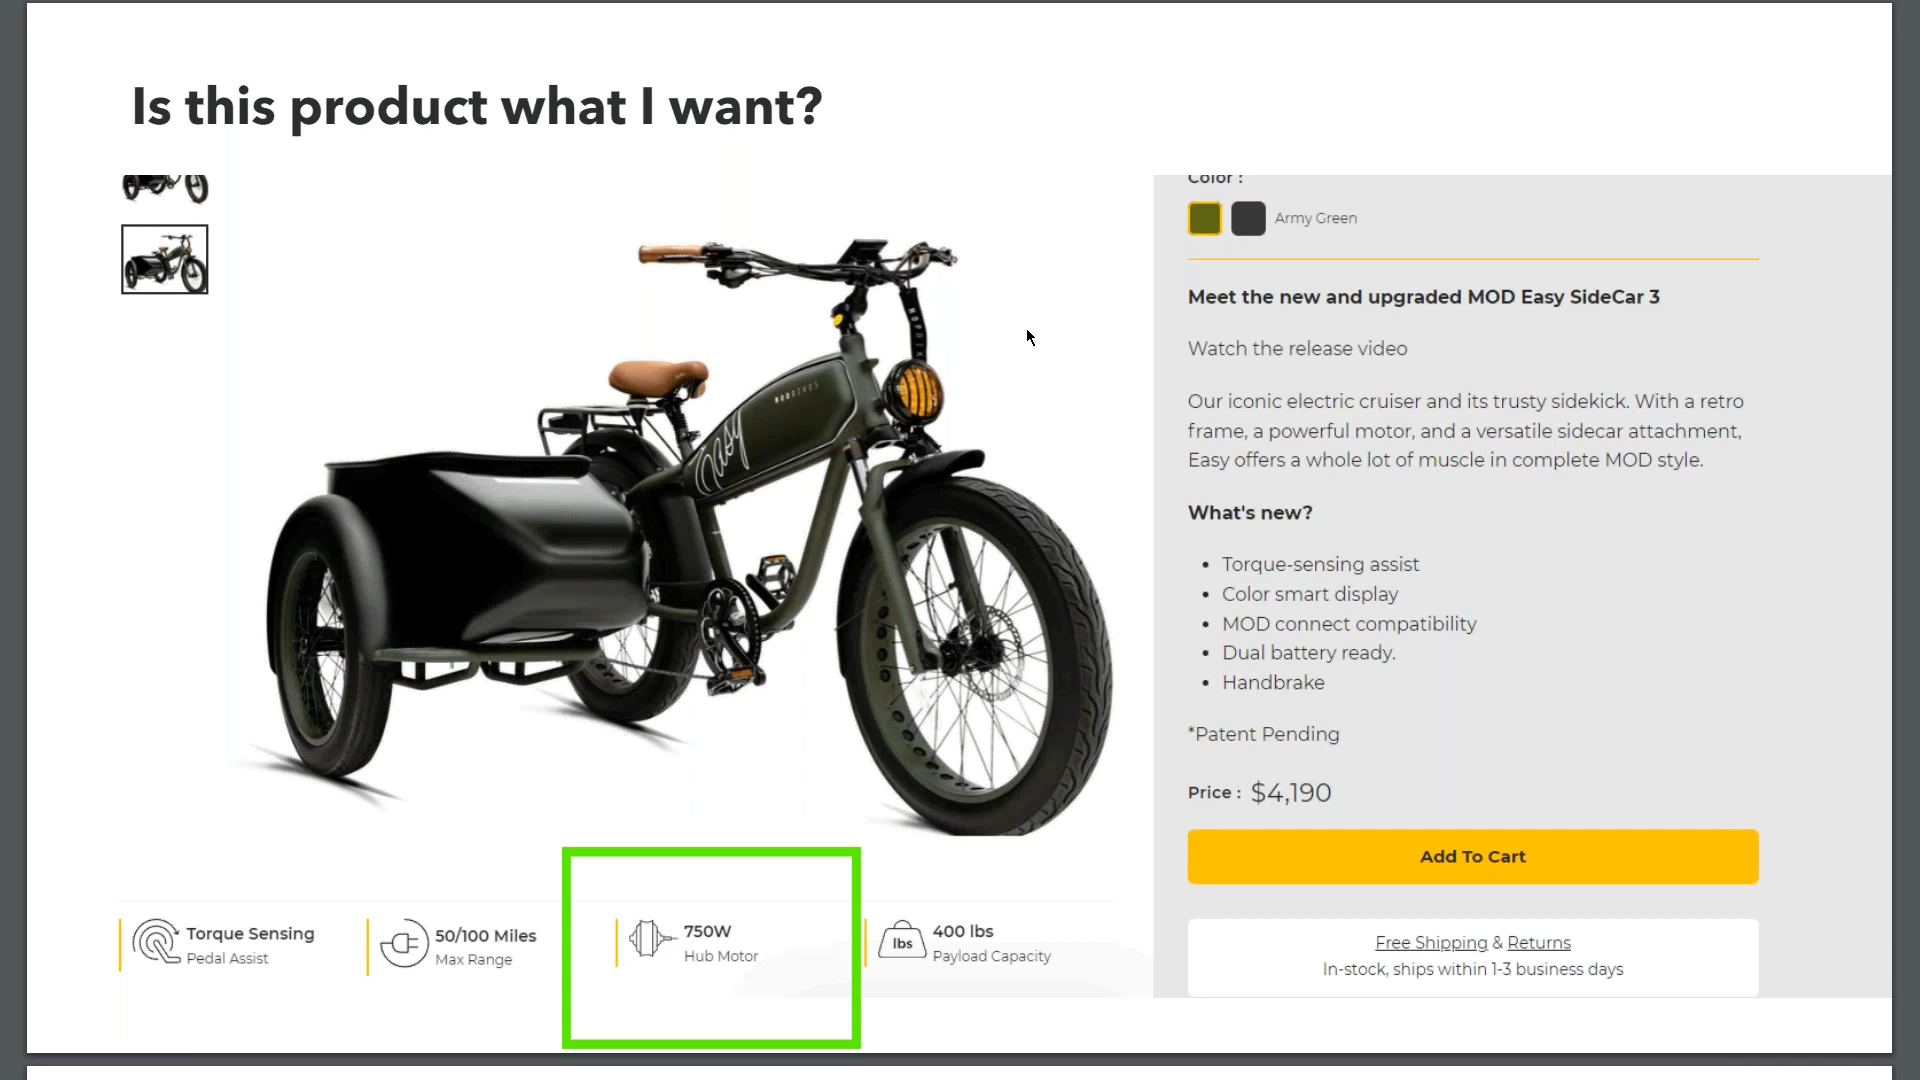 Is this product what I want?
Color :
Army Green
Meet the new and upgraded MOD Easy SideCar 3
Watch the release video
Our iconic electric cruiser and its trusty sidekick. With a retro
frame, a powerful motor, and a versatile sidecar attachment,
Easy offers a whole lot of muscle in complete MOD style.
What's new?
• Torque-sensing assist
• Color smart display
• MOD connect compatibility
• Dual battery ready.
• Handbrake
*Patent Pending
Price : $4,190
Add To Cart
Free Shipping & Returns
In-stock, ships within 1-3 business days
MODBIKES
Easy
Torque Sensing
Pedal Assist
50/100 Miles
Max Range
750W
Hub Motor
lbs
400 lbs
Payload Capacity